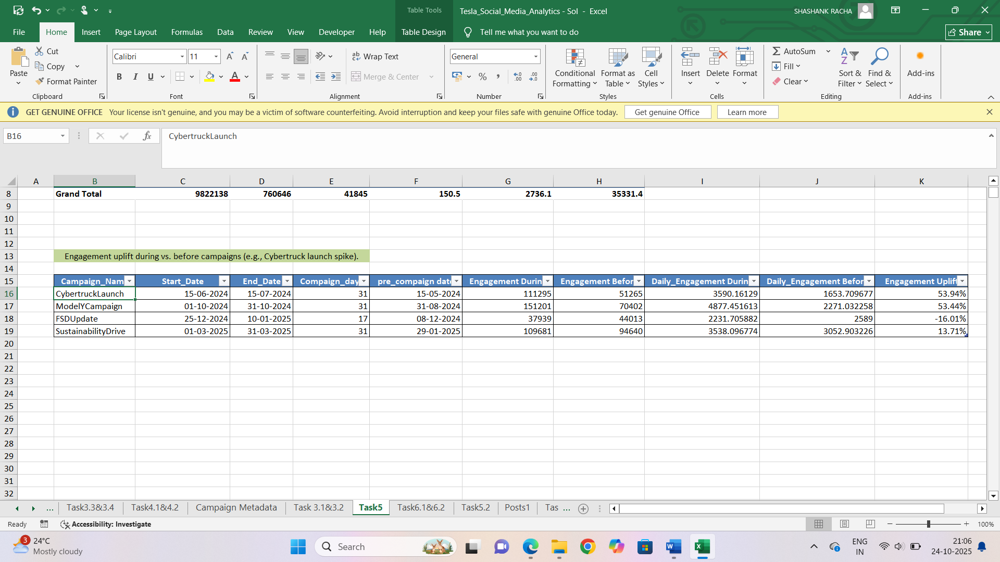 Table Tools
Tesla_Social_Media_Analytics - Sol - Excel
SHASHANK RACHA
File Home Insert Page Layout Formulas Data Review View Developer Help Table Design Tell me what you want to do Share
Paste Cut Copy Format Painter
Clipboard
Calibri 11
B I U
Font
Wrap Text
Merge & Center
Alignment
General
% ,
Number
Conditional Formatting
Format as Table
Cell Styles
Styles
Insert Delete Format
Cells
AutoSum
Fill
Clear
Sort & Filter
Find & Select
Editing
Add-ins
Add-ins
GET GENUINE OFFICE Your license isn't genuine, and you may be a victim of software counterfeiting. Avoid interruption and keep your files safe with genuine Office today. Get genuine Office Learn more
B16 fx CybertruckLaunch
A B C D E F G H I J K
8 Grand Total 9822138 760646 41845 150.5 2736.1 35331.4
9
10
11
12
13 Engagement uplift during vs. before campaigns (e.g., Cybertruck launch spike).
14
15 Campaign_Nam Start_Date End_Date Compaign_day pre_compaign date Engagement Durin Engagement Befor Daily_Engagement Durin Daily_Engagement Befor Engagement Uplift
16 CybertruckLaunch 15-06-2024 15-07-2024 31 15-05-2024 111295 51265 3590.16129 1653.709677 53.94%
17 ModelYCampaign 01-10-2024 31-10-2024 31 31-08-2024 151201 70402 4877.451613 2271.032258 53.44%
18 FSDUpdate 25-12-2024 10-01-2025 17 08-12-2024 37939 44013 2231.705882 2589 -16.01%
19 SustainabilityDrive 01-03-2025 31-03-2025 31 29-01-2025 109681 94640 3538.096774 3052.903226 13.71%
20
21
22
23
24
25
26
27
28
29
30
31
32
... Task3.3&3.4 Task4.1&4.2 Campaign Metadata Task 3.1&3.2 Task5 Task6.1&6.2 Task5.2 Posts1 Tas ...
Ready Accessibility: Investigate 100%
3 24°C
Mostly cloudy
Search
ENG
IN
21:06
24-10-2025